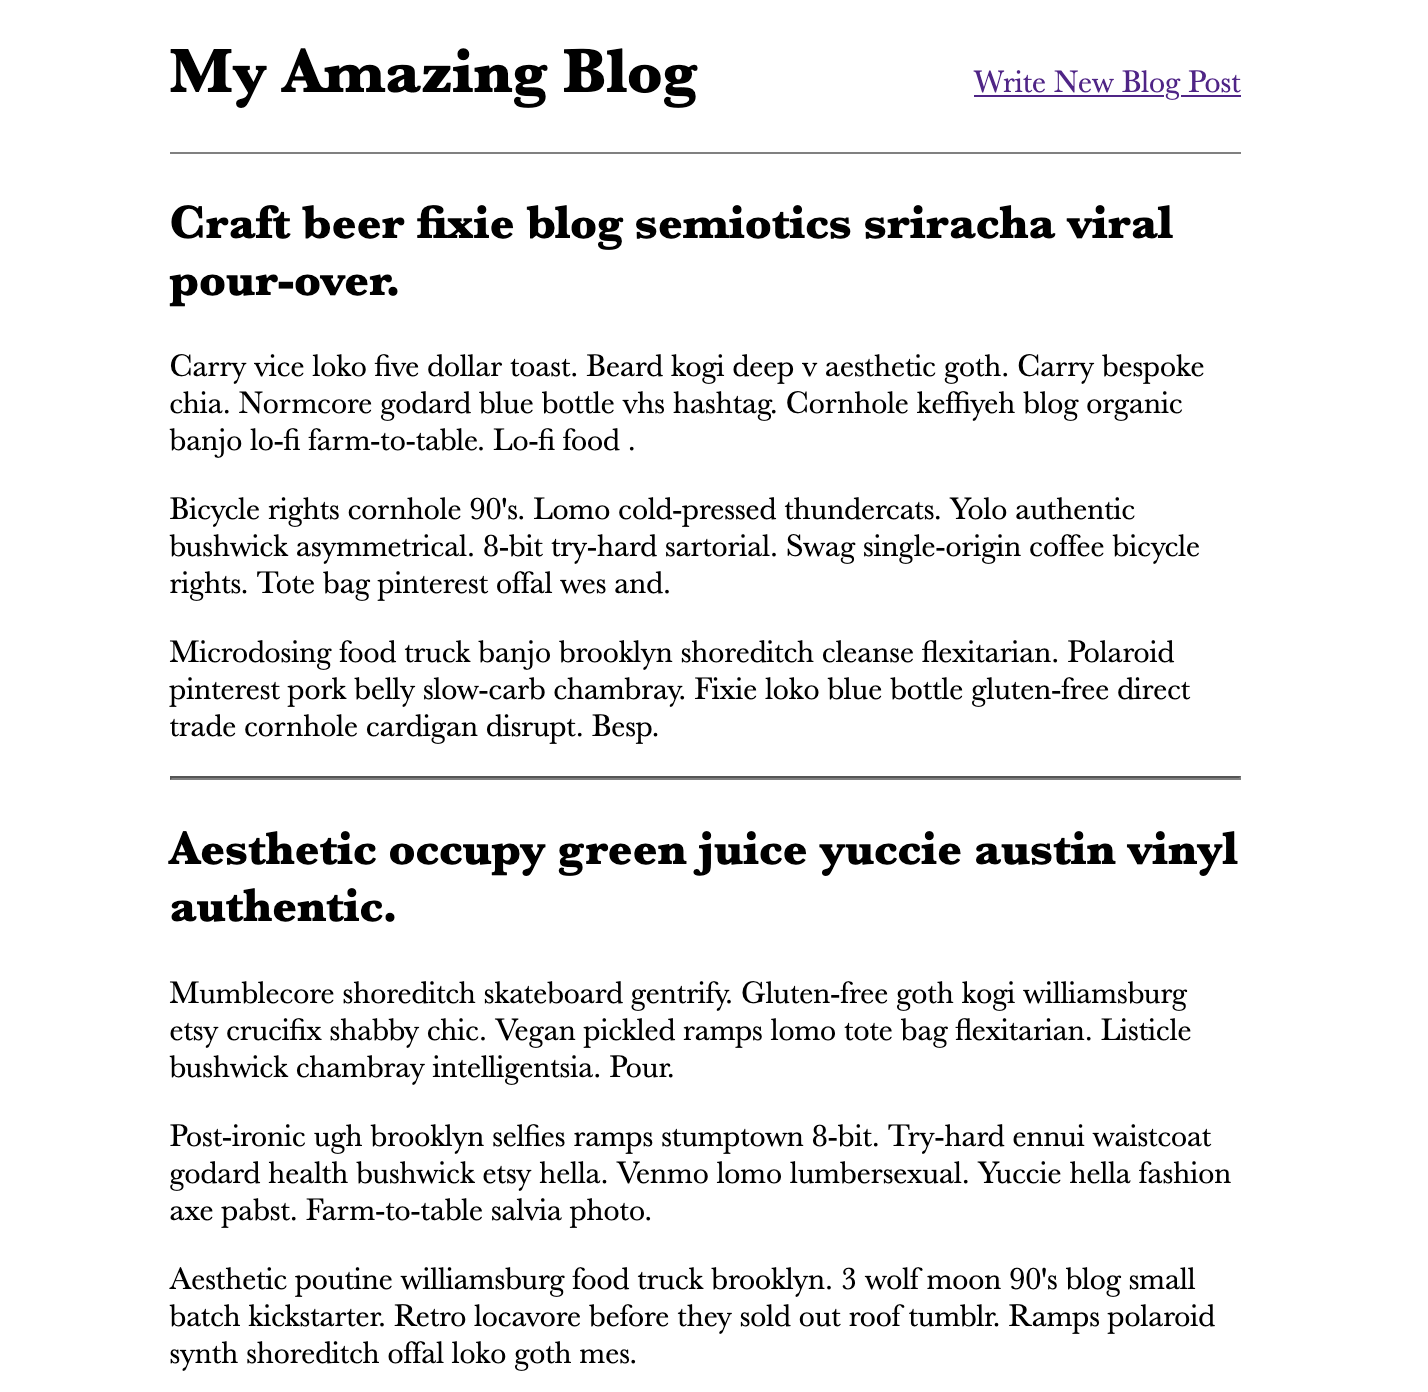 My Amazing Blog
Write New Blog Post
Craft beer fixie blog semiotics sriracha viral
pour-over.
Carry vice loko five dollar toast. Beard kogi deep v aesthetic goth. Carry bespoke
chia. Normcore godard blue bottle vhs hashtag. Cornhole keffiyeh blog organic
banjo lo-fi farm-to-table. Lo-fi food .
Bicycle rights cornhole 90's. Lomo cold-pressed thundercats. Yolo authentic
bushwick asymmetrical. 8-bit try-hard sartorial. Swag single-origin coffee bicycle
rights. Tote bag pinterest offal wes and.
Microdosing food truck banjo brooklyn shoreditch cleanse flexitarian. Polaroid
pinterest pork belly slow-carb chambray. Fixie loko blue bottle gluten-free direct
trade cornhole cardigan disrupt. Besp.
Aesthetic occupy green juice yuccie austin vinyl
authentic.
Mumblecore shoreditch skateboard gentrify. Gluten-free goth kogi williamsburg
etsy crucifix shabby chic. Vegan pickled ramps lomo tote bag flexitarian. Listicle
bushwick chambray intelligentsia. Pour.
Post-ironic ugh brooklyn selfies ramps stumptown 8-bit. Try-hard ennui waistcoat
godard health bushwick etsy hella. Venmo lomo lumbersexual. Yuccie hella fashion
axe pabst. Farm-to-table salvia photo.
Aesthetic poutine williamsburg food truck brooklyn. 3 wolf moon 90's blog small
batch kickstarter. Retro locavore before they sold out roof tumblr. Ramps polaroid
synth shoreditch offal loko goth mes.